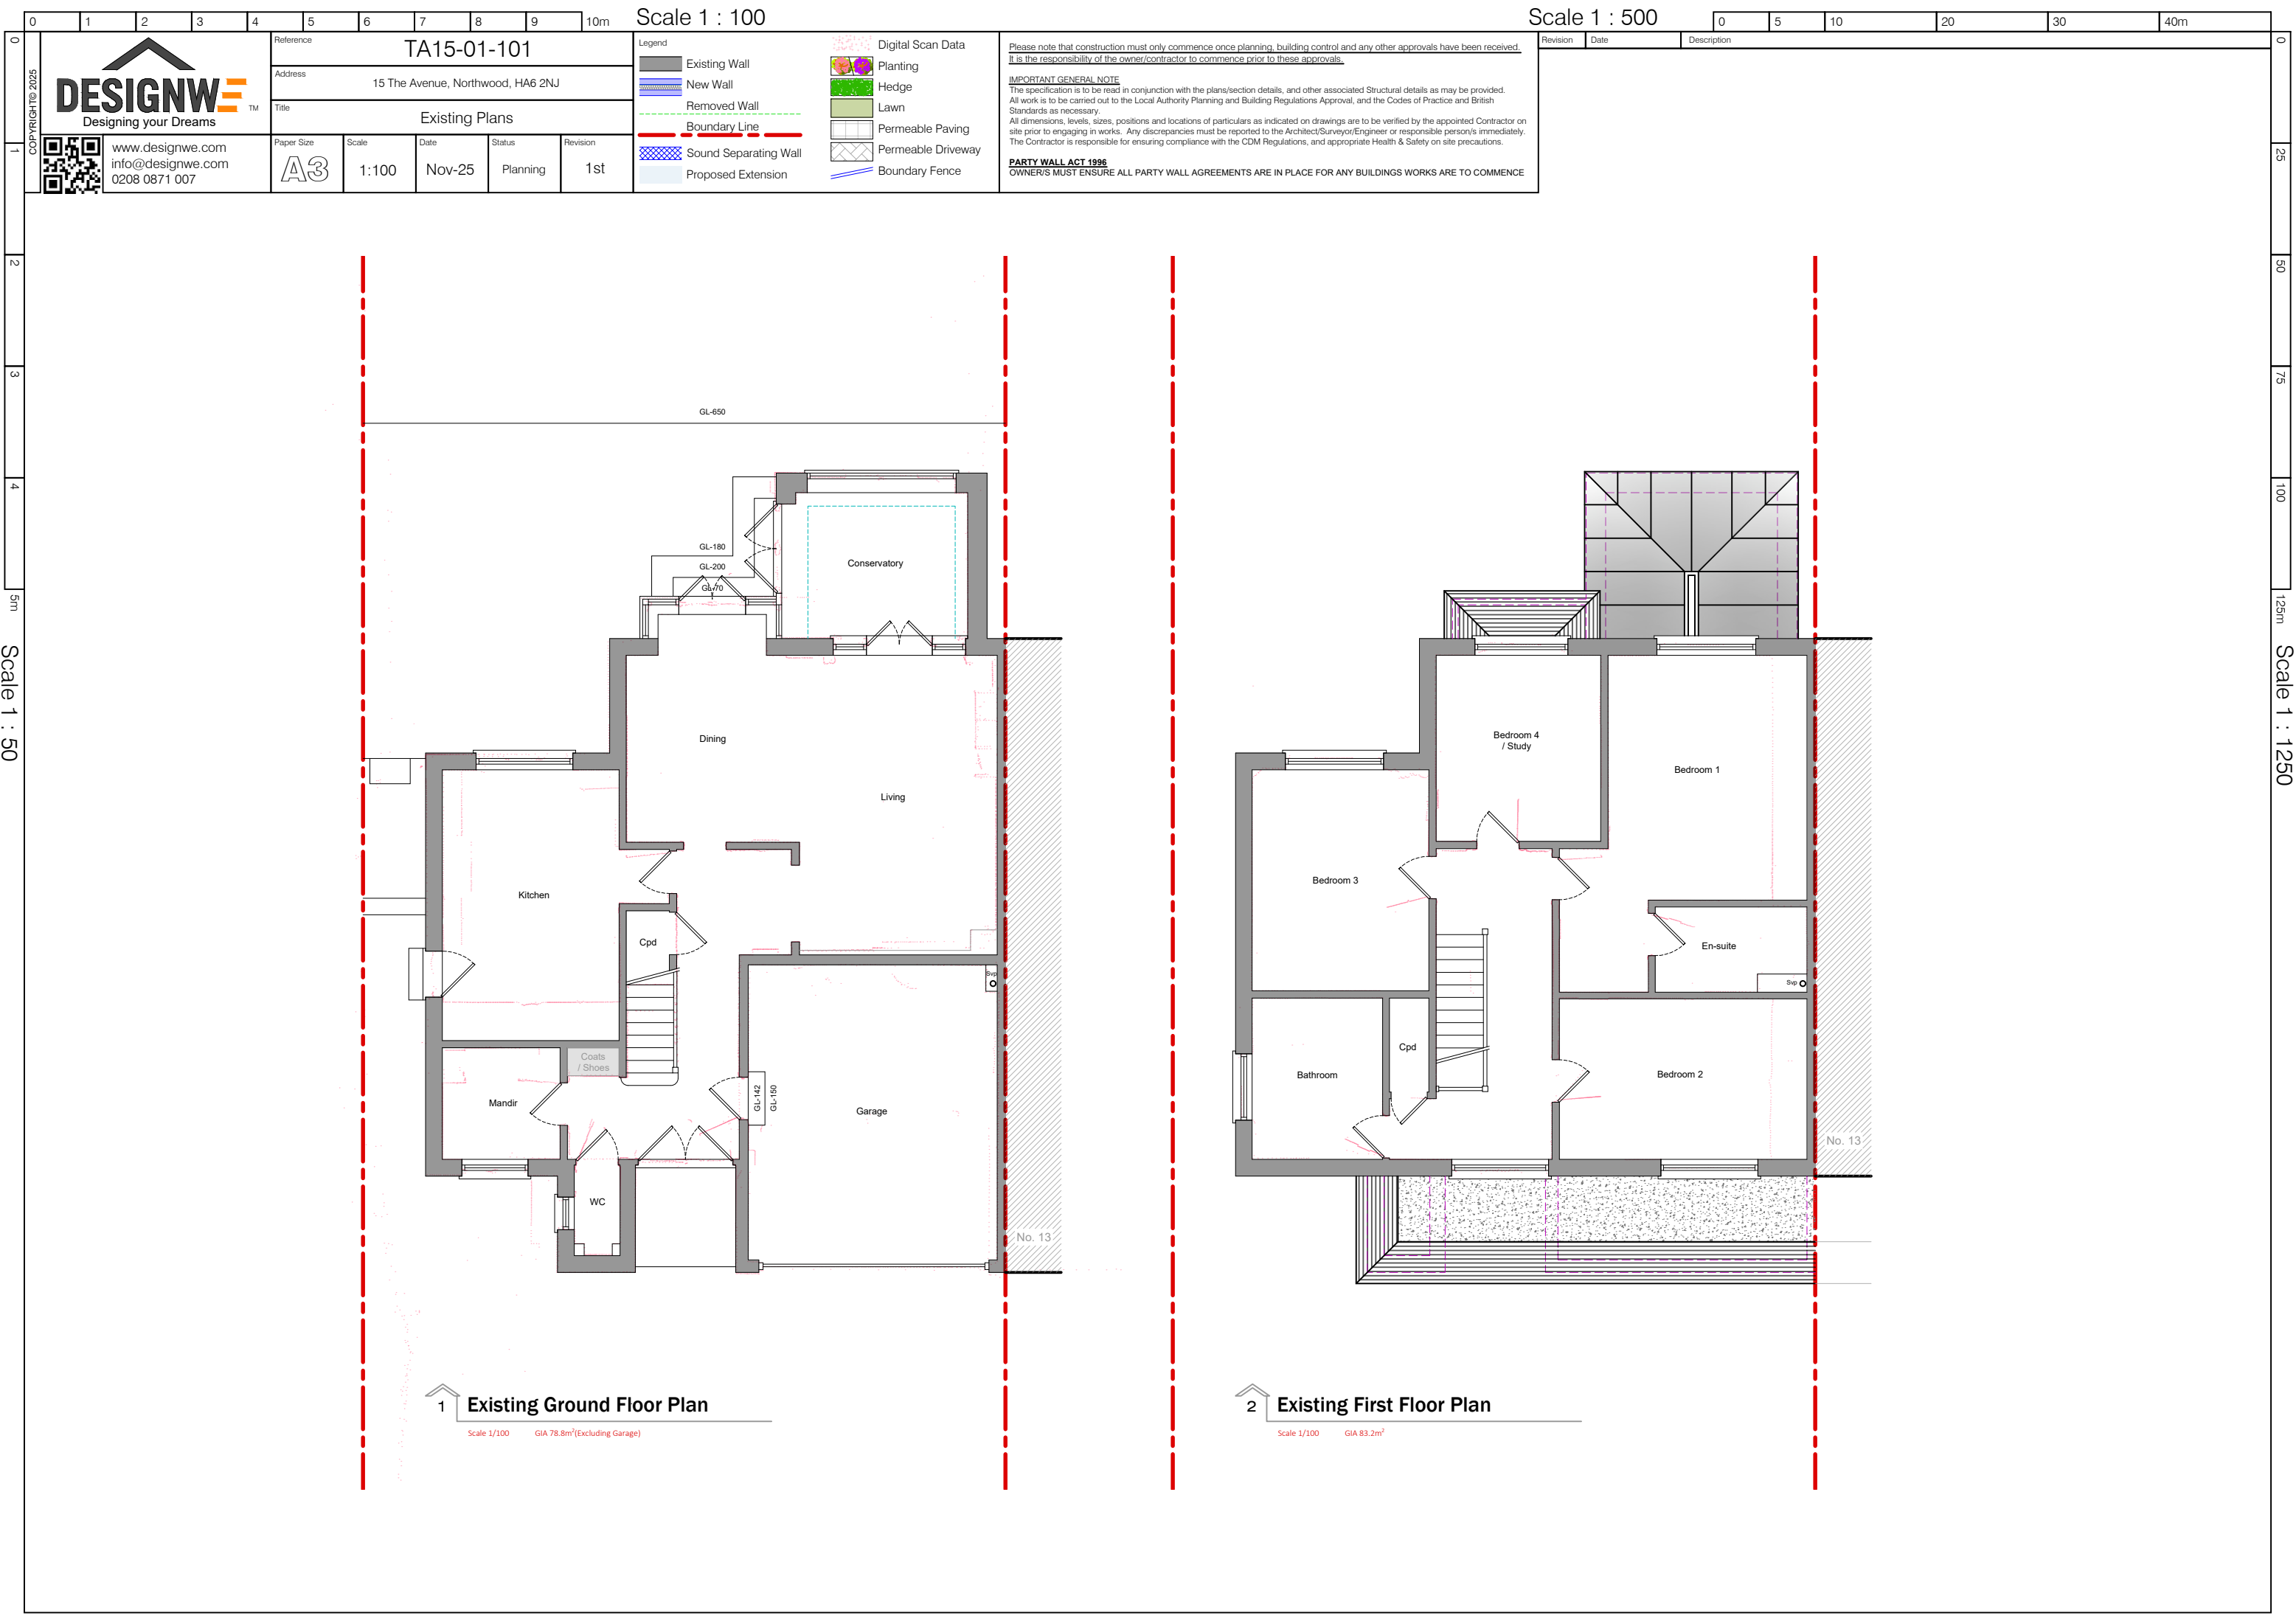 0 1 2 3 4 5 6 7 8 9 10m Scale 1 : 100
Scale 1 : 500 0 5 10 20 30 40m
0 1 2 3 4 5m Scale 1 : 50
0 25 50 75 100 125m Scale 1 : 1250
COPYRIGHT© 2025
DESIGNWE TM
Designing your Dreams
www.designwe.com
info@designwe.com
0208 0871 007
Reference
TA15-01-101
Address
15 The Avenue, Northwood, HA6 2NJ
Title
Existing Plans
Paper Size
A3
Scale
1:100
Date
Nov-25
Status
Planning
Revision
1st
Legend
Existing Wall
New Wall
Removed Wall
Boundary Line
Sound Separating Wall
Proposed Extension
Digital Scan Data
Planting
Hedge
Lawn
Permeable Paving
Permeable Driveway
Boundary Fence
Please note that construction must only commence once planning, building control and any other approvals have been received.
It is the responsibility of the owner/contractor to commence prior to these approvals.
IMPORTANT GENERAL NOTE
The specification is to be read in conjunction with the plans/section details, and other associated Structural details as may be provided.
All work is to be carried out to the Local Authority Planning and Building Regulations Approval, and the Codes of Practice and British
Standards as necessary.
All dimensions, levels, sizes, positions and locations of particulars as indicated on drawings are to be verified by the appointed Contractor on
site prior to engaging in works. Any discrepancies must be reported to the Architect/Surveyor/Engineer or responsible person/s immediately.
The Contractor is responsible for ensuring compliance with the CDM Regulations, and appropriate Health & Safety on site precautions.
PARTY WALL ACT 1996
OWNER/S MUST ENSURE ALL PARTY WALL AGREEMENTS ARE IN PLACE FOR ANY BUILDINGS WORKS ARE TO COMMENCE
Revision Date Description
GL-650
GL-180
GL-200
GL-70
Conservatory
Dining
Living
Kitchen
Cpd
Svp
Coats
/ Shoes
Mandir
GL-142
GL-150
Garage
WC
No. 13
1 Existing Ground Floor Plan
Scale 1/100 GIA 78.8m²(Excluding Garage)
Bedroom 4
/ Study
Bedroom 1
Bedroom 3
En-suite
Svp
Cpd
Bathroom
Bedroom 2
No. 13
2 Existing First Floor Plan
Scale 1/100 GIA 83.2m²